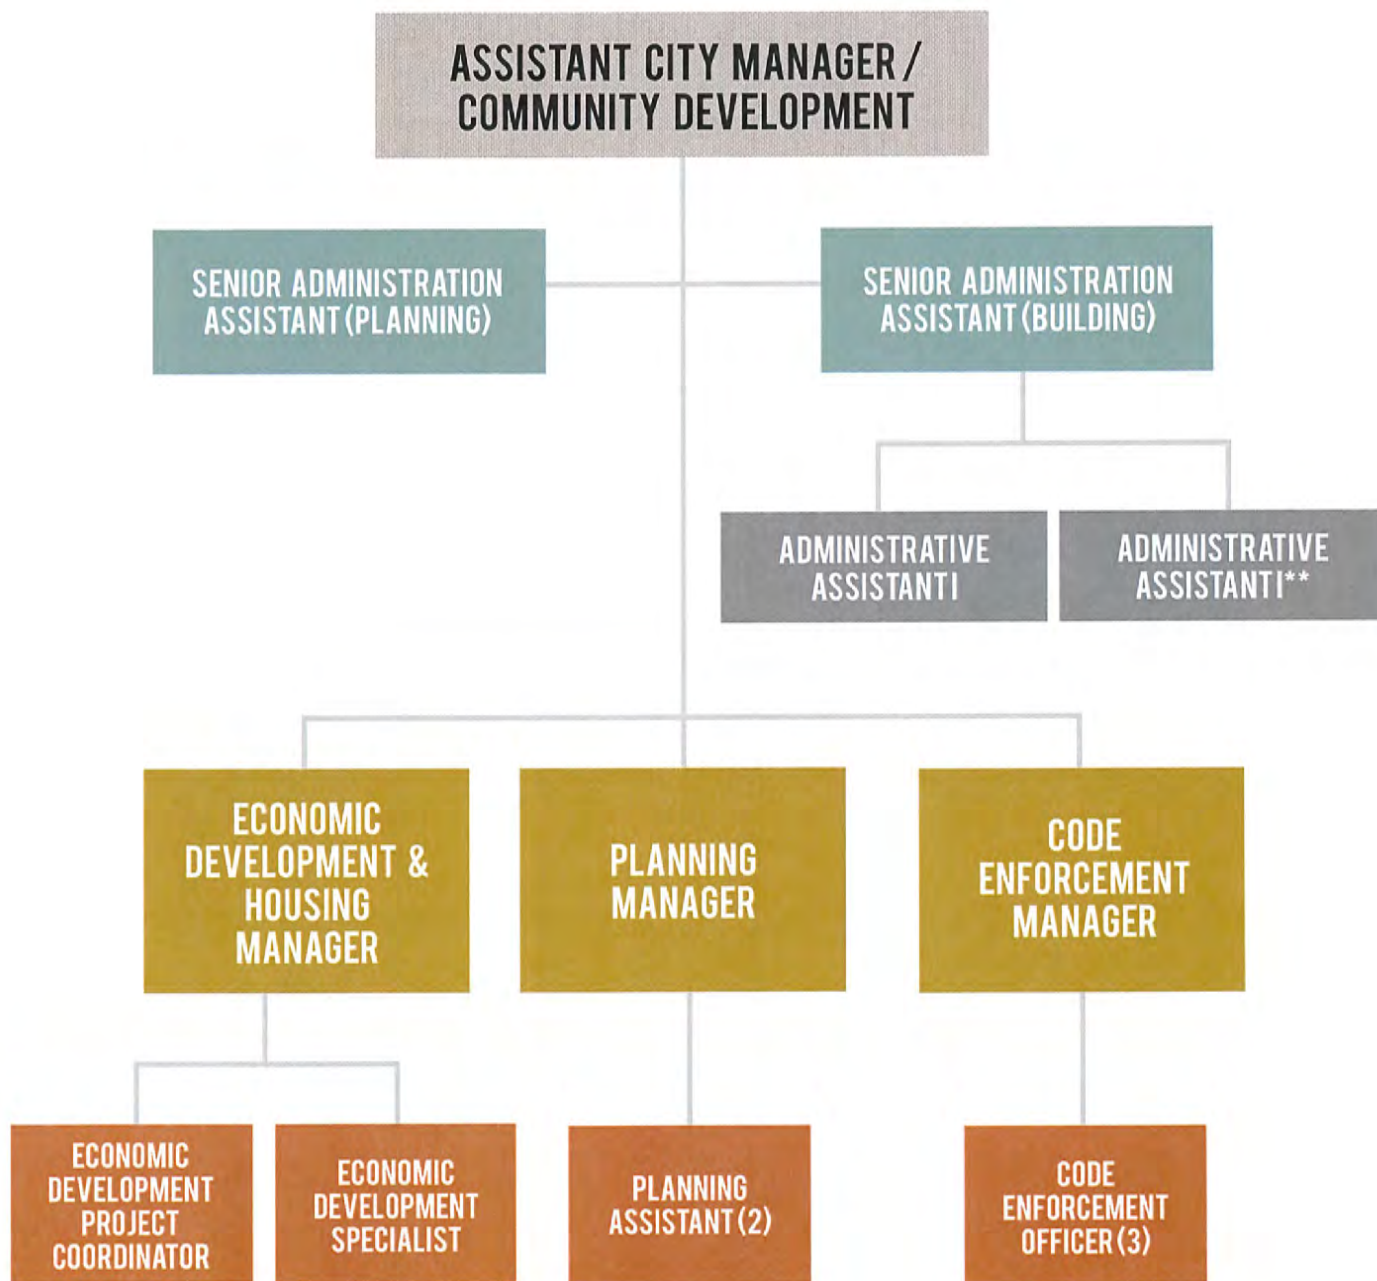 ASSISTANT CITY MANAGER /
COMMUNITY DEVELOPMENT
SENIOR ADMINISTRATION
ASSISTANT (PLANNING)
SENIOR ADMINISTRATION
ASSISTANT (BUILDING)
ADMINISTRATIVE
ASSISTANT I
ADMINISTRATIVE
ASSISTANT I**
ECONOMIC
DEVELOPMENT &
HOUSING
MANAGER
PLANNING
MANAGER
CODE
ENFORCEMENT
MANAGER
ECONOMIC
DEVELOPMENT
PROJECT
COORDINATOR
ECONOMIC
DEVELOPMENT
SPECIALIST
PLANNING
ASSISTANT (2)
CODE
ENFORCEMENT
OFFICER (3)